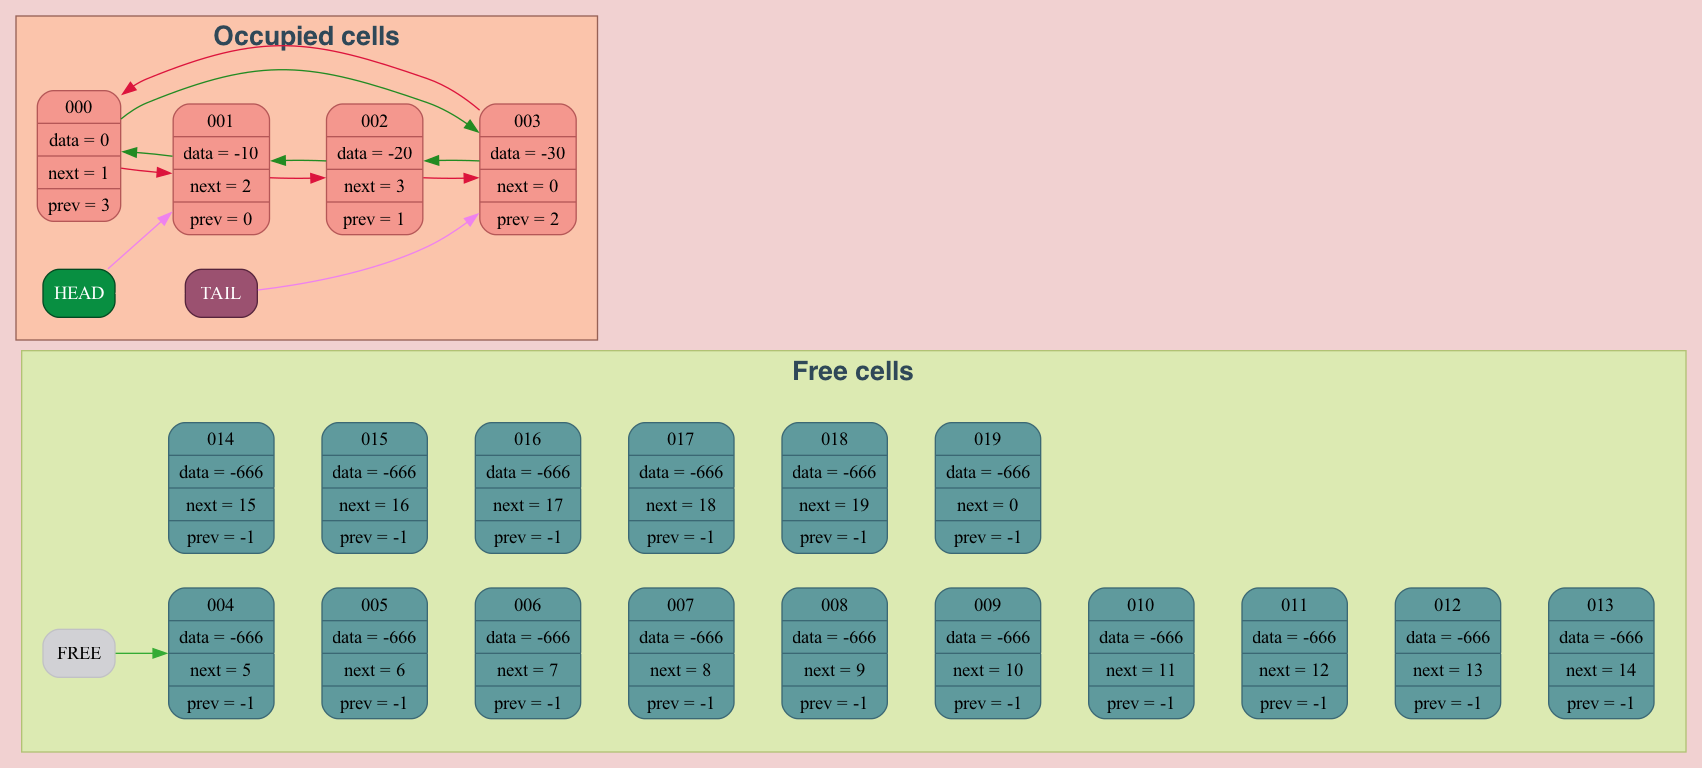 Occupied cells
000
data = 0
next = 1
prev = 3
001
data = -10
next = 2
prev = 0
002
data = -20
next = 3
prev = 1
003
data = -30
next = 0
prev = 2
HEAD
TAIL
Free cells
014
data = -666
next = 15
prev = -1
015
data = -666
next = 16
prev = -1
016
data = -666
next = 17
prev = -1
017
data = -666
next = 18
prev = -1
018
data = -666
next = 19
prev = -1
019
data = -666
next = 0
prev = -1
FREE
004
data = -666
next = 5
prev = -1
005
data = -666
next = 6
prev = -1
006
data = -666
next = 7
prev = -1
007
data = -666
next = 8
prev = -1
008
data = -666
next = 9
prev = -1
009
data = -666
next = 10
prev = -1
010
data = -666
next = 11
prev = -1
011
data = -666
next = 12
prev = -1
012
data = -666
next = 13
prev = -1
013
data = -666
next = 14
prev = -1